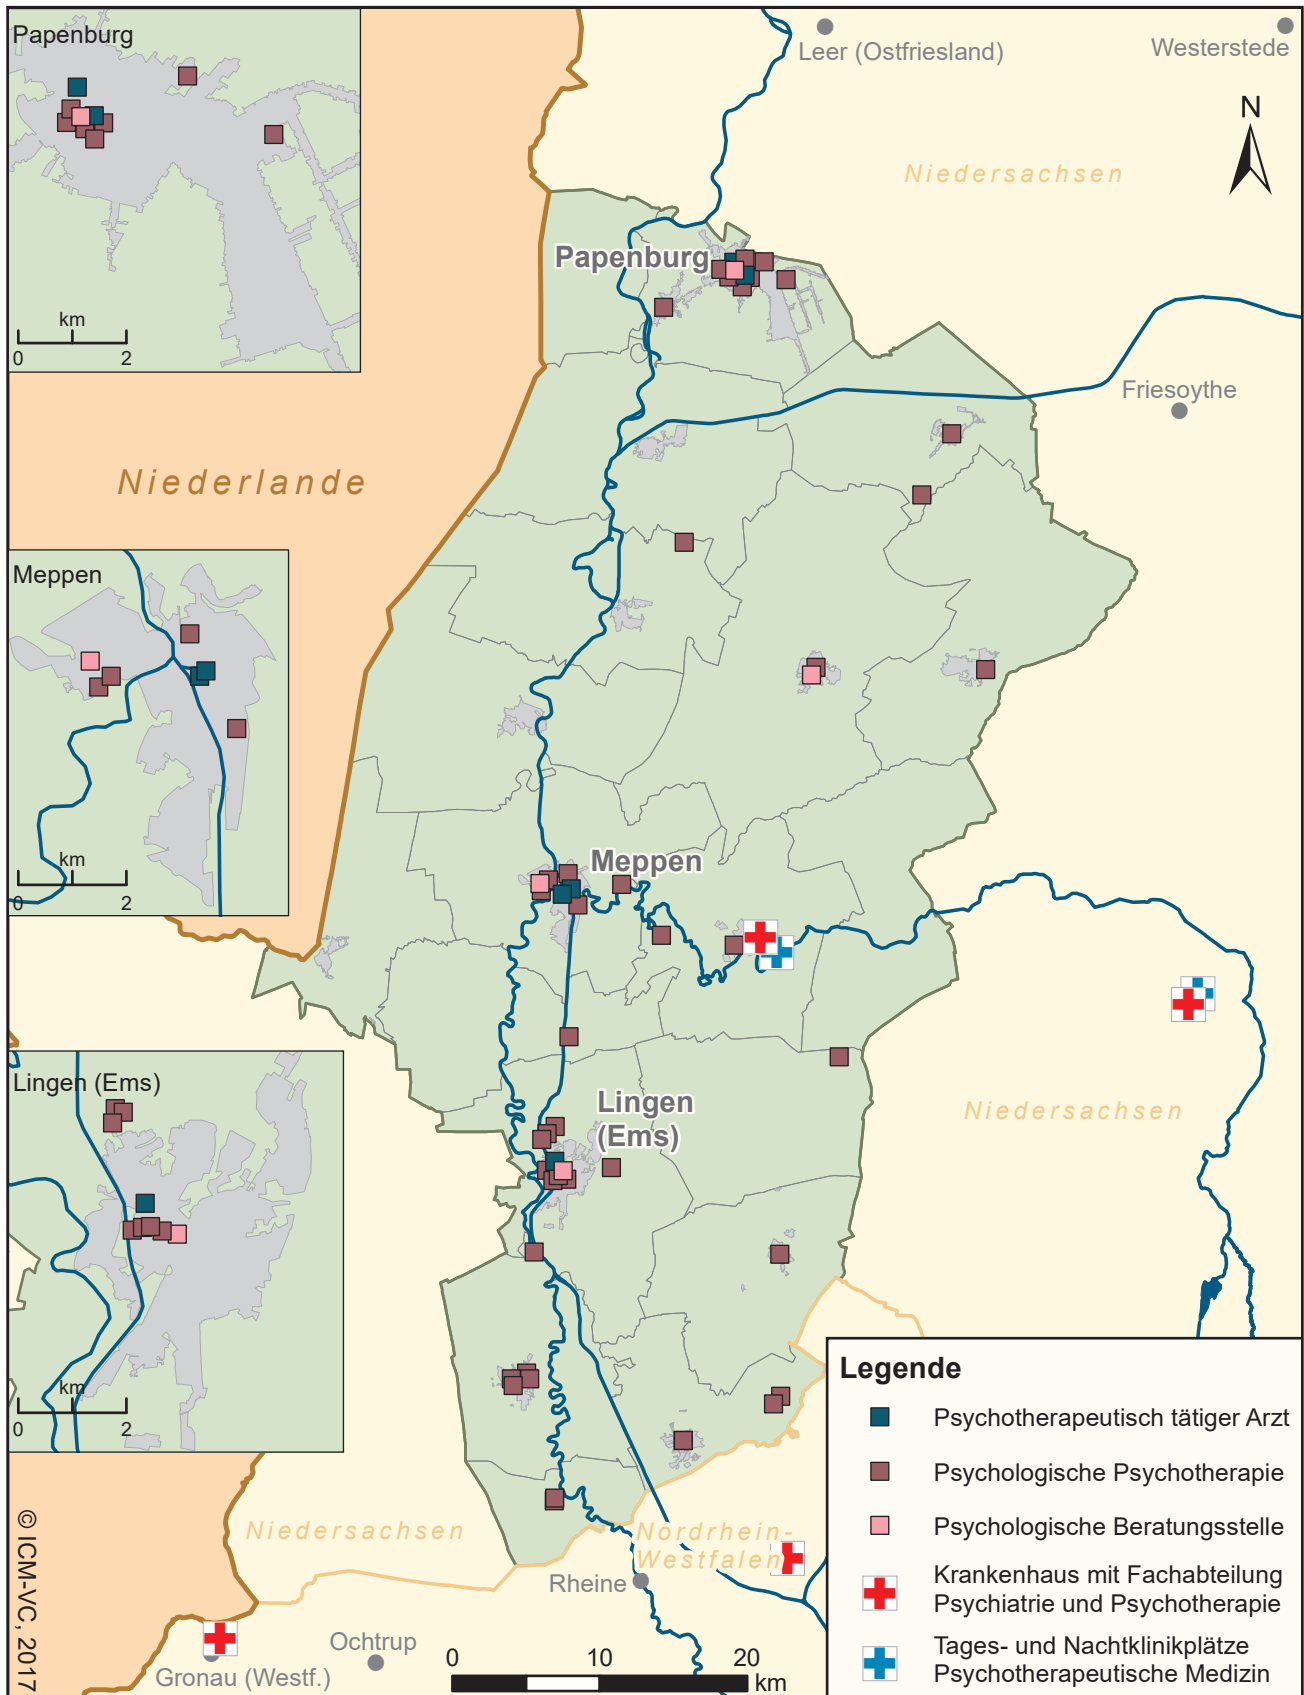 Papenburg
km
0 2
Leer (Ostfriesland)
Westerstede
N
Niedersachsen
Papenburg
Friesoythe
Niederlande
Meppen
km
0 2
Meppen
Lingen (Ems)
km
0 2
Lingen
(Ems)
Niedersachsen
Niedersachsen
Nordrhein-
Westfalen
Rheine
Ochtrup
Gronau (Westf.)
0 10 20
km
© ICM-VC, 2017
Legende
Psychotherapeutisch tätiger Arzt
Psychologische Psychotherapie
Psychologische Beratungsstelle
Krankenhaus mit Fachabteilung
Psychiatrie und Psychotherapie
Tages- und Nachtklinikplätze
Psychotherapeutische Medizin